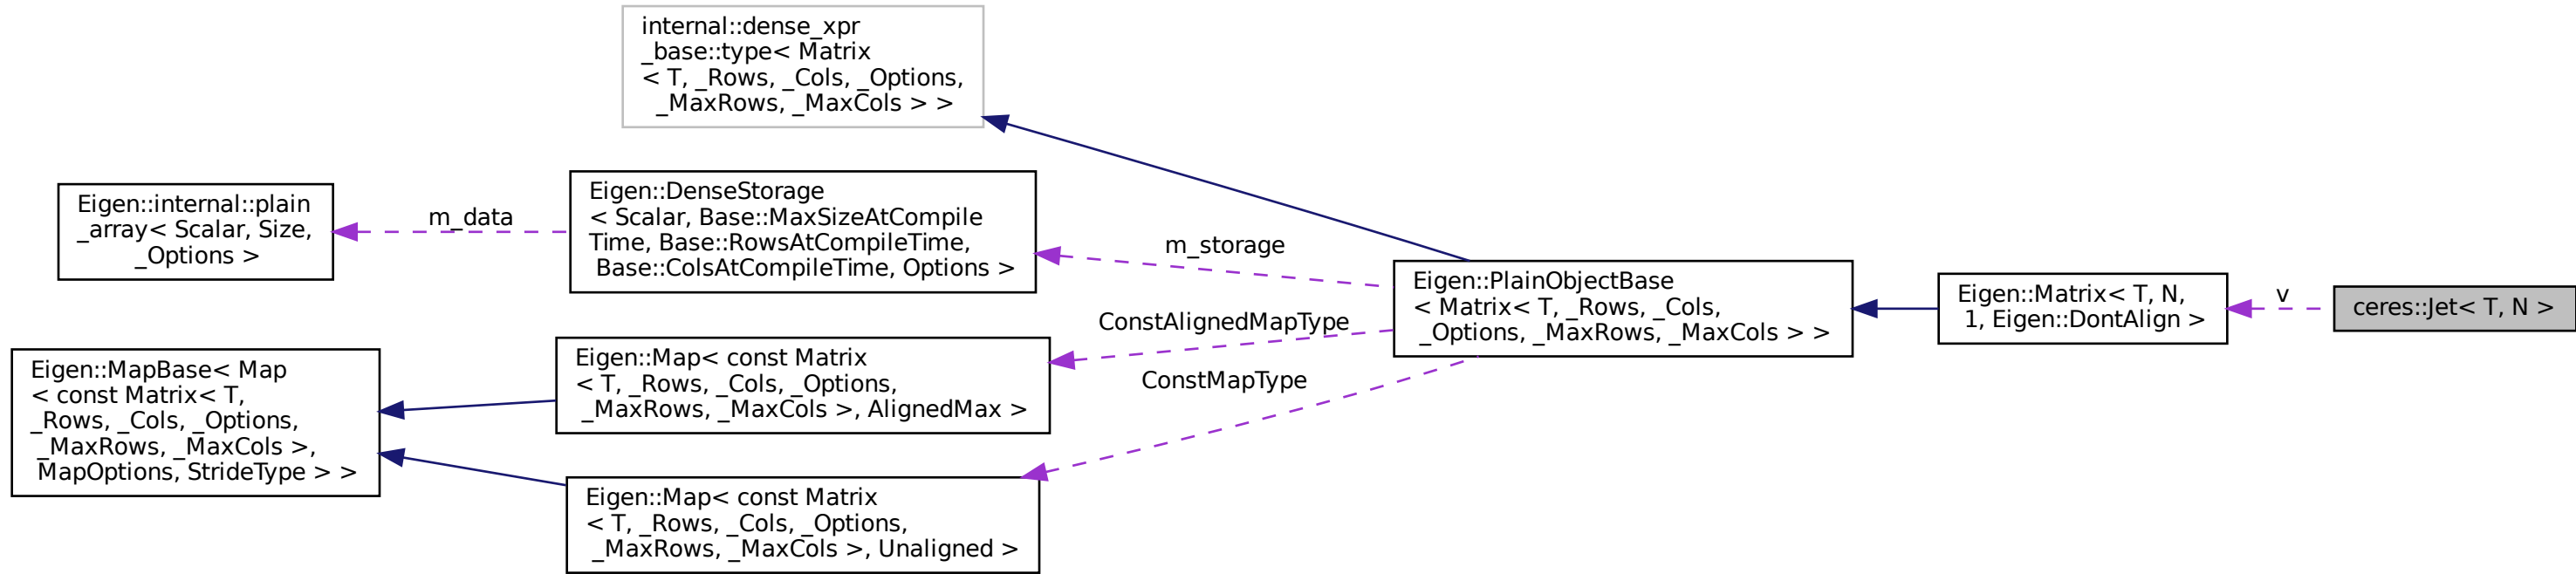 internal::dense_xpr
_base::type< Matrix
< T, _Rows, _Cols, _Options,
_MaxRows, _MaxCols > >
Eigen::internal::plain
_array< Scalar, Size,
_Options >
m_data
Eigen::DenseStorage
< Scalar, Base::MaxSizeAtCompile
Time, Base::RowsAtCompileTime,
Base::ColsAtCompileTime, Options >
m_storage
Eigen::MapBase< Map
< const Matrix< T,
_Rows, _Cols, _Options,
_MaxRows, _MaxCols >,
MapOptions, StrideType > >
Eigen::Map< const Matrix
< T, _Rows, _Cols, _Options,
_MaxRows, _MaxCols >, AlignedMax >
ConstAlignedMapType
Eigen::Map< const Matrix
< T, _Rows, _Cols, _Options,
_MaxRows, _MaxCols >, Unaligned >
ConstMapType
Eigen::PlainObjectBase
< Matrix< T, _Rows, _Cols,
_Options, _MaxRows, _MaxCols > >
Eigen::Matrix< T, N,
1, Eigen::DontAlign >
v
ceres::Jet< T, N >